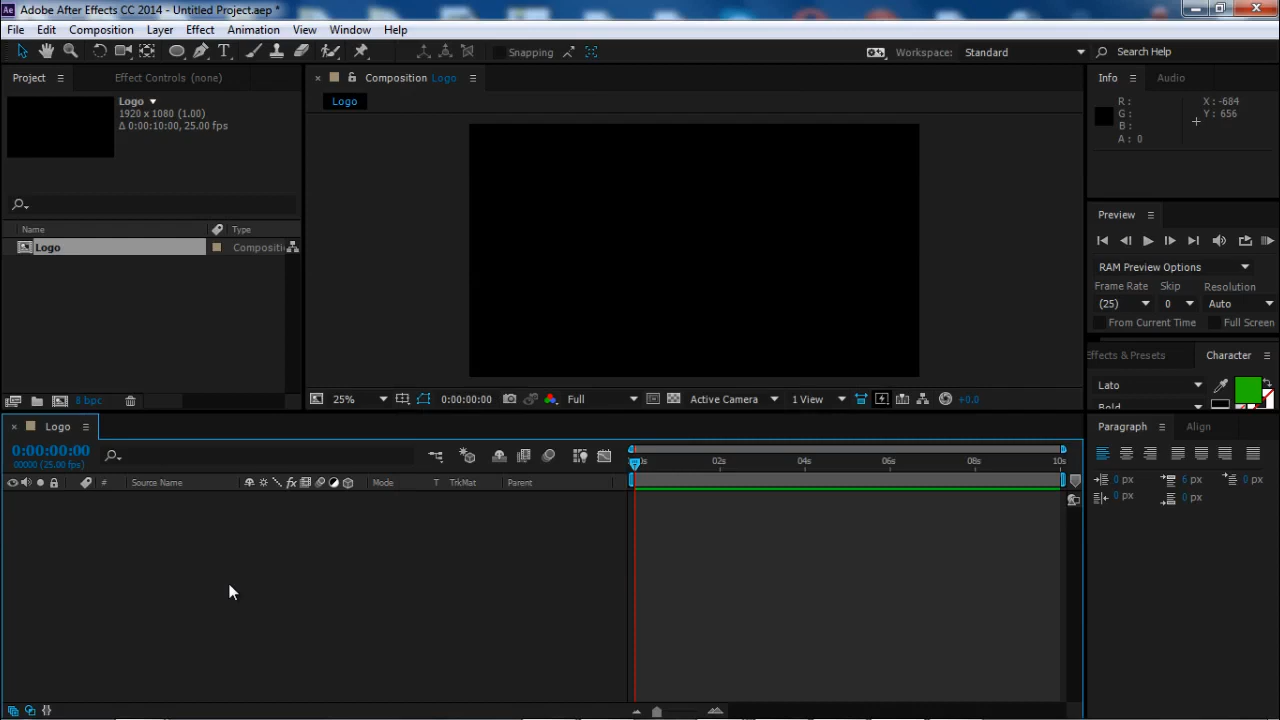 Adobe After Effects CC 2014 - Untitled Project.aep *
File Edit Composition Layer Effect Animation View Window Help
Snapping
Workspace: Standard
Search Help
Project
Effect Controls (none)
Composition Logo
Info
Audio
Logo
1920 x 1080 (1.00)
Δ 0:00:10:00, 25.00 fps
Logo
R :
G :
B :
A : 0
X : -684
Y : 656
Preview
Name
Type
Logo
Compositi
RAM Preview Options
Frame Rate Skip Resolution
(25) 0 Auto
From Current Time Full Screen
Effects & Presets
Character
Lato
Bold
8 bpc
25%
0:00:00:00
Full
Active Camera
1 View
+0.0
Logo
Paragraph
Align
0:00:00:00
00000 (25.00 fps)
02s 04s 06s 08s 10s
# Source Name
fx
Mode T TrkMat Parent
0 px 6 px 0 px
0 px 0 px